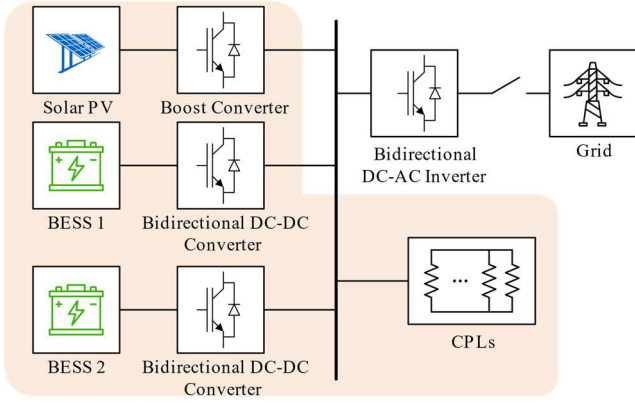 Solar PV
Boost Converter
Bidirectional
DC-AC Inverter
Grid
BESS 1
Bidirectional DC-DC
Converter
CPLs
BESS 2
Bidirectional DC-DC
Converter